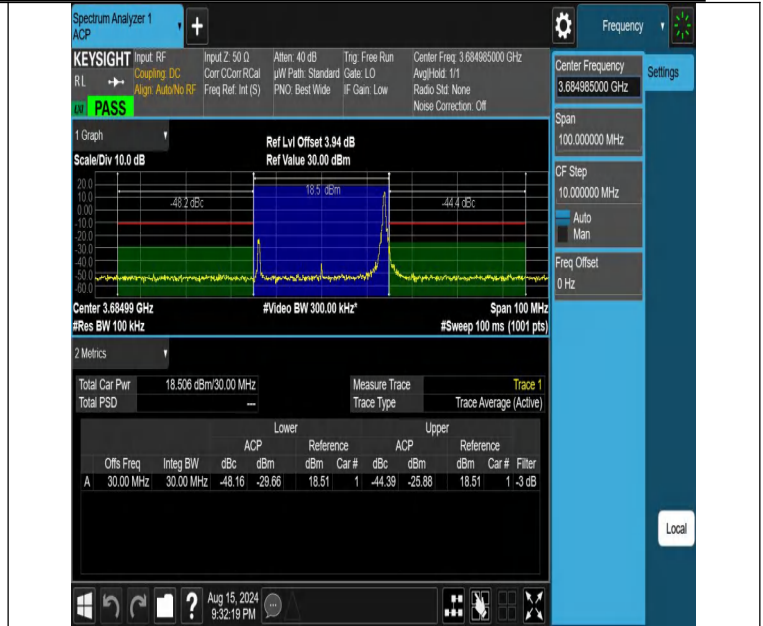 Spectrum Analyzer 1
ACP
+
Frequency
KEYSIGHT Input: RF Input Z: 50 Ω Atten: 40 dB Trig: Free Run Center Freq: 3.684985000 GHz
RL Coupling: DC Corr CCorr RCal µW Path: Standard Gate: LO Avg|Hold: 1/1
Align: Auto/No RF Freq Ref: Int (S) PNO: Best Wide IF Gain: Low Radio Std: None
PASS Noise Correction: Off
Center Frequency
3.684985000 GHz
Settings
Span
100.000000 MHz
CF Step
10.000000 MHz
Auto
Man
Freq Offset
0 Hz
1 Graph
Ref Lvl Offset 3.94 dB
Scale/Div 10.0 dB Ref Value 30.00 dBm
20.0
10.0
0.00
-10.0
-20.0
-30.0
-40.0
-50.0
-60.0
-48.2 dBc 18.5 dBm -44.4 dBc
Center 3.68499 GHz #Video BW 300.00 kHz* Span 100 MHz
#Res BW 100 kHz #Sweep 100 ms (1001 pts)
2 Metrics
Total Car Pwr 18.506 dBm/30.00 MHz Measure Trace Trace 1
Total PSD --- Trace Type Trace Average (Active)
Lower Upper
ACP Reference ACP Reference
Offs Freq Integ BW dBc dBm dBm Car # dBc dBm dBm Car # Filter
A 30.00 MHz 30.00 MHz -48.16 -29.66 18.51 1 -44.39 -25.88 18.51 1 -3 dB
Local
? Aug 15, 2024
9:32:19 PM